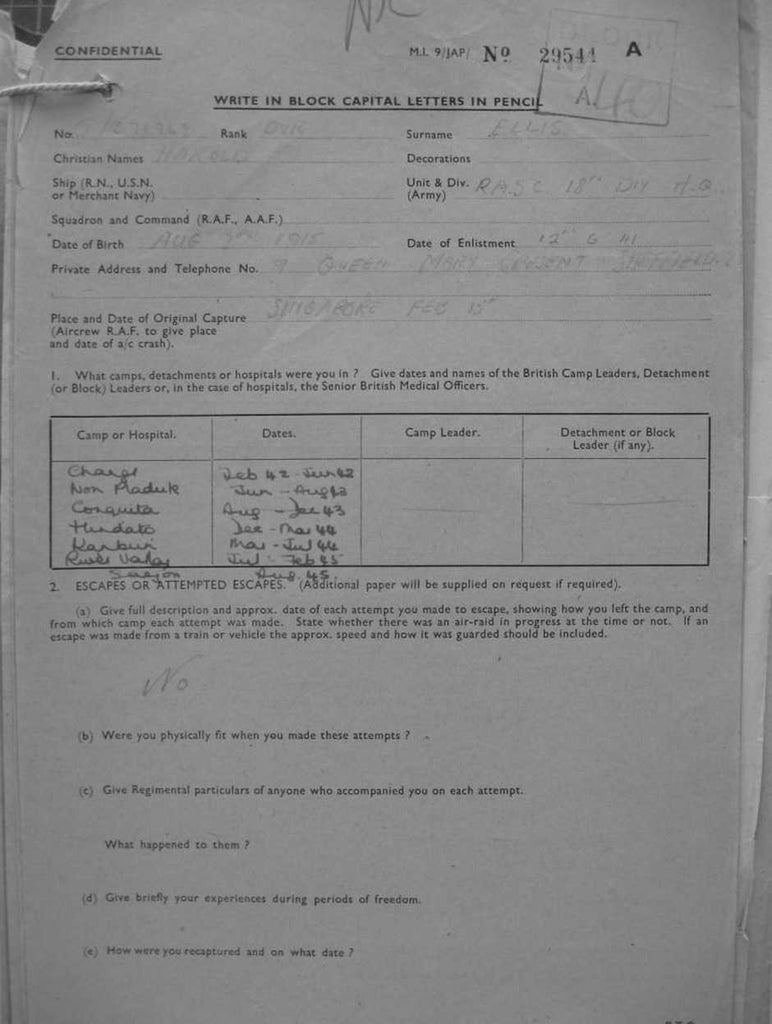 CONFIDENTIAL
M.I. 9/JAP/ No 29541 A
WRITE IN BLOCK CAPITAL LETTERS IN PENCIL A.
No. Rank DVR Surname ELLIS
Christian Names HAROLD Decorations
Ship (R.N., U.S.N. Unit & Div. R.A.S.C 18TH DIV H.Q.
or Merchant Navy) (Army)
Squadron and Command (R.A.F., A.A.F.)
Date of Birth AUG 2ND 1915 Date of Enlistment 12TH 6 41
Private Address and Telephone No. 9 QUEEN MARY CRESENT SHEFFIELD
Place and Date of Original Capture SINGAPORE FEB 15TH
(Aircrew R.A.F. to give place
and date of a/c crash).
1. What camps, detachments or hospitals were you in ? Give dates and names of the British Camp Leaders, Detachment
(or Block) Leaders or, in the case of hospitals, the Senior British Medical Officers.
Camp or Hospital. Dates. Camp Leader. Detachment or Block
Leader (if any).
Changi Feb 42 - Jun 42
Non Pladuk Jun - Aug 43
Conquita Aug - Dec 43
Hindato Dec - Mar 44
Kanburi Mar - Jul 44
River Valley Jul - Feb 45
Saigon Aug. 45.
2. ESCAPES OR ATTEMPTED ESCAPES. (Additional paper will be supplied on request if required).
(a) Give full description and approx. date of each attempt you made to escape, showing how you left the camp, and
from which camp each attempt was made. State whether there was an air-raid in progress at the time or not. If an
escape was made from a train or vehicle the approx. speed and how it was guarded should be included.
No
(b) Were you physically fit when you made these attempts ?
(c) Give Regimental particulars of anyone who accompanied you on each attempt.
What happened to them ?
(d) Give briefly your experiences during periods of freedom.
(e) How were you recaptured and on what date ?